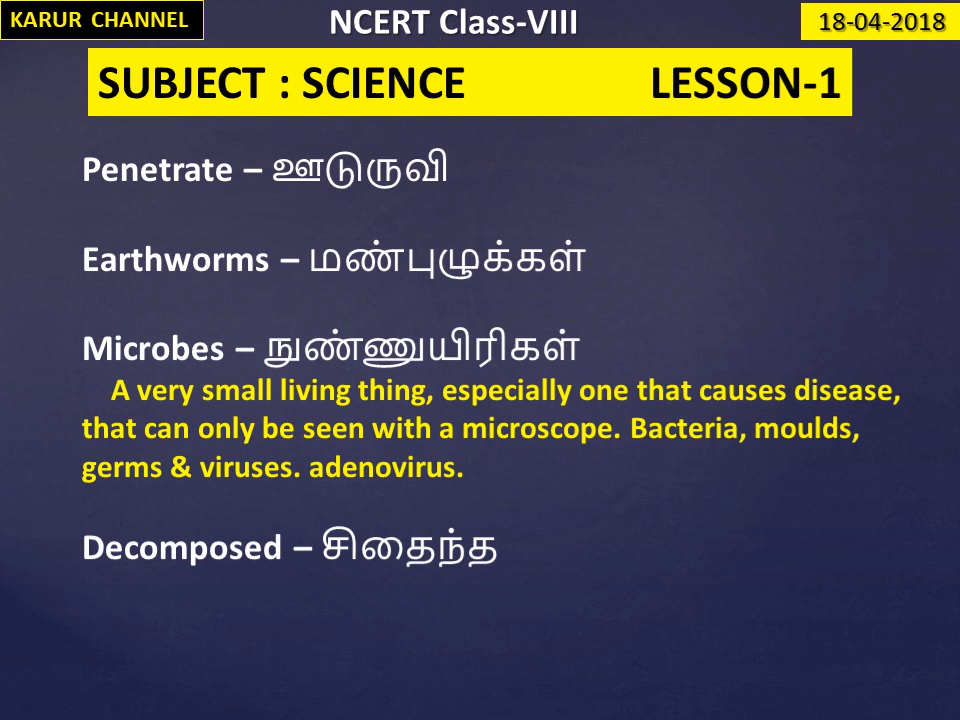 KARUR CHANNEL
NCERT Class-VIII
18-04-2018
SUBJECT : SCIENCE LESSON-1
Penetrate – ஊடுருவி
Earthworms – மண்புழுக்கள்
Microbes – நுண்ணுயிரிகள்
A very small living thing, especially one that causes disease,
that can only be seen with a microscope. Bacteria, moulds,
germs & viruses. adenovirus.
Decomposed – சிதைந்த